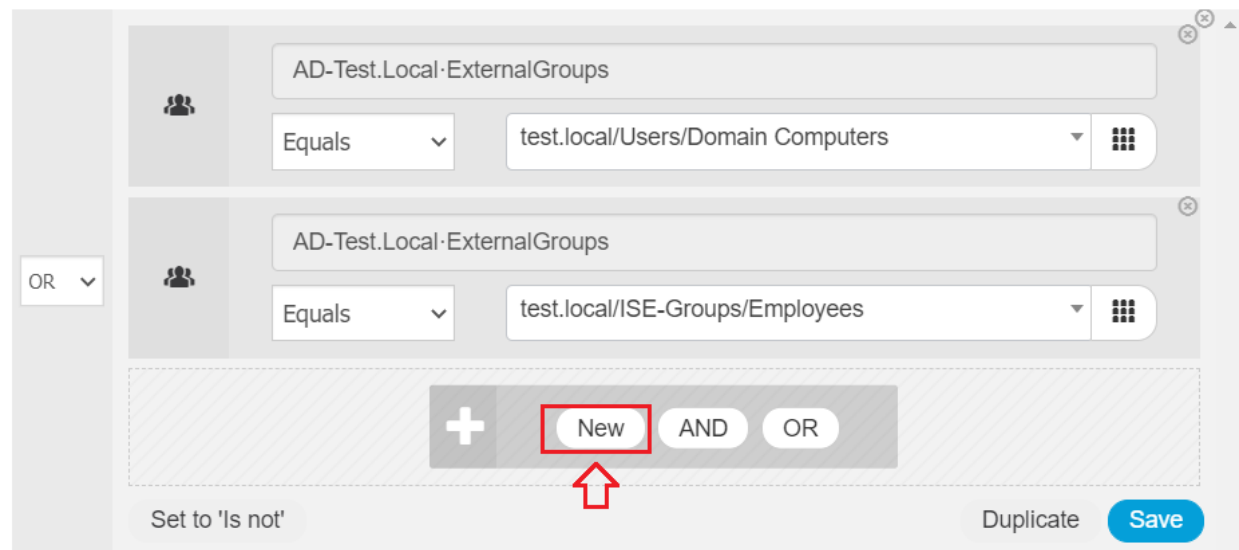 AD-Test.Local·ExternalGroups
Equals
test.local/Users/Domain Computers
OR
AD-Test.Local·ExternalGroups
Equals
test.local/ISE-Groups/Employees
New
AND
OR
Set to 'Is not'
Duplicate
Save